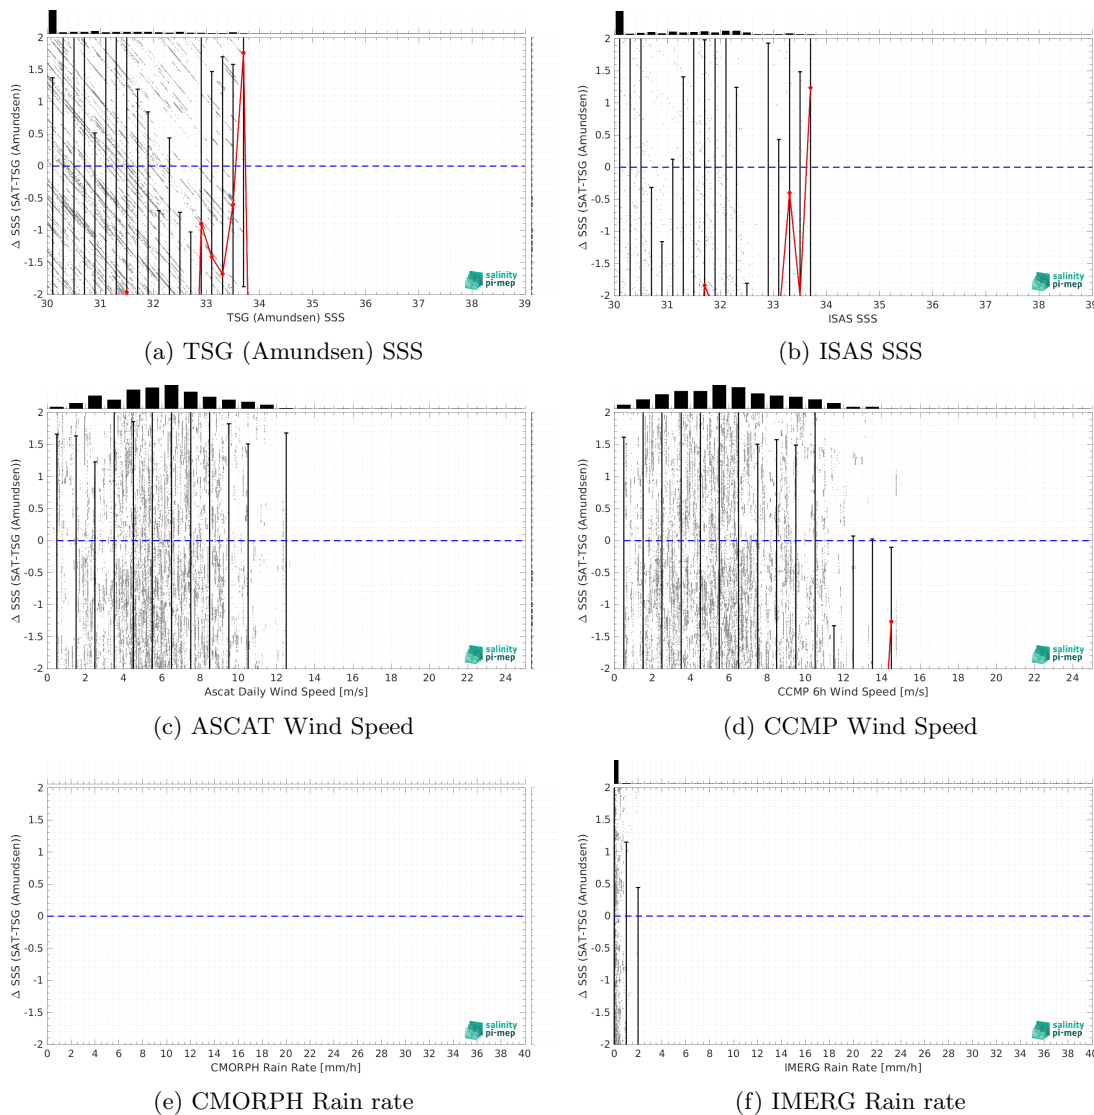 2
1.5
1
0.5
0
-0.5
-1
-1.5
-2
Δ SSS (SAT-TSG (Amundsen))
30 31 32 33 34 35 36 37 38 39
TSG (Amundsen) SSS
salinity
pi-mep
(a) TSG (Amundsen) SSS
2
1.5
1
0.5
0
-0.5
-1
-1.5
-2
Δ SSS (SAT-TSG (Amundsen))
30 31 32 33 34 35 36 37 38 39
ISAS SSS
salinity
pi-mep
(b) ISAS SSS
2
1.5
1
0.5
0
-0.5
-1
-1.5
-2
Δ SSS (SAT-TSG (Amundsen))
0 2 4 6 8 10 12 14 16 18 20 22 24
Ascat Daily Wind Speed [m/s]
salinity
pi-mep
(c) ASCAT Wind Speed
2
1.5
1
0.5
0
-0.5
-1
-1.5
-2
Δ SSS (SAT-TSG (Amundsen))
0 2 4 6 8 10 12 14 16 18 20 22 24
CCMP 6h Wind Speed [m/s]
salinity
pi-mep
(d) CCMP Wind Speed
2
1.5
1
0.5
0
-0.5
-1
-1.5
-2
Δ SSS (SAT-TSG (Amundsen))
0 2 4 6 8 10 12 14 16 18 20 22 24 26 28 30 32 34 36 38 40
CMORPH Rain Rate [mm/h]
salinity
pi-mep
(e) CMORPH Rain rate
2
1.5
1
0.5
0
-0.5
-1
-1.5
-2
Δ SSS (SAT-TSG (Amundsen))
0 2 4 6 8 10 12 14 16 18 20 22 24 26 28 30 32 34 36 38 40
IMERG Rain Rate [mm/h]
salinity
pi-mep
(f) IMERG Rain rate